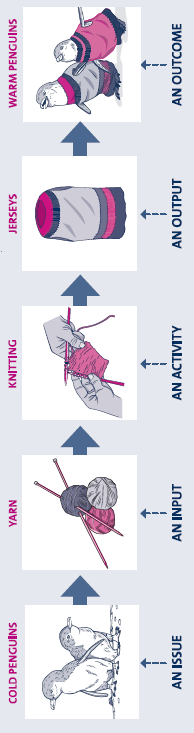 COLD PENGUINS
YARN
KNITTING
JERSEYS
WARM PENGUINS
AN ISSUE
AN INPUT
AN ACTIVITY
AN OUTPUT
AN OUTCOME